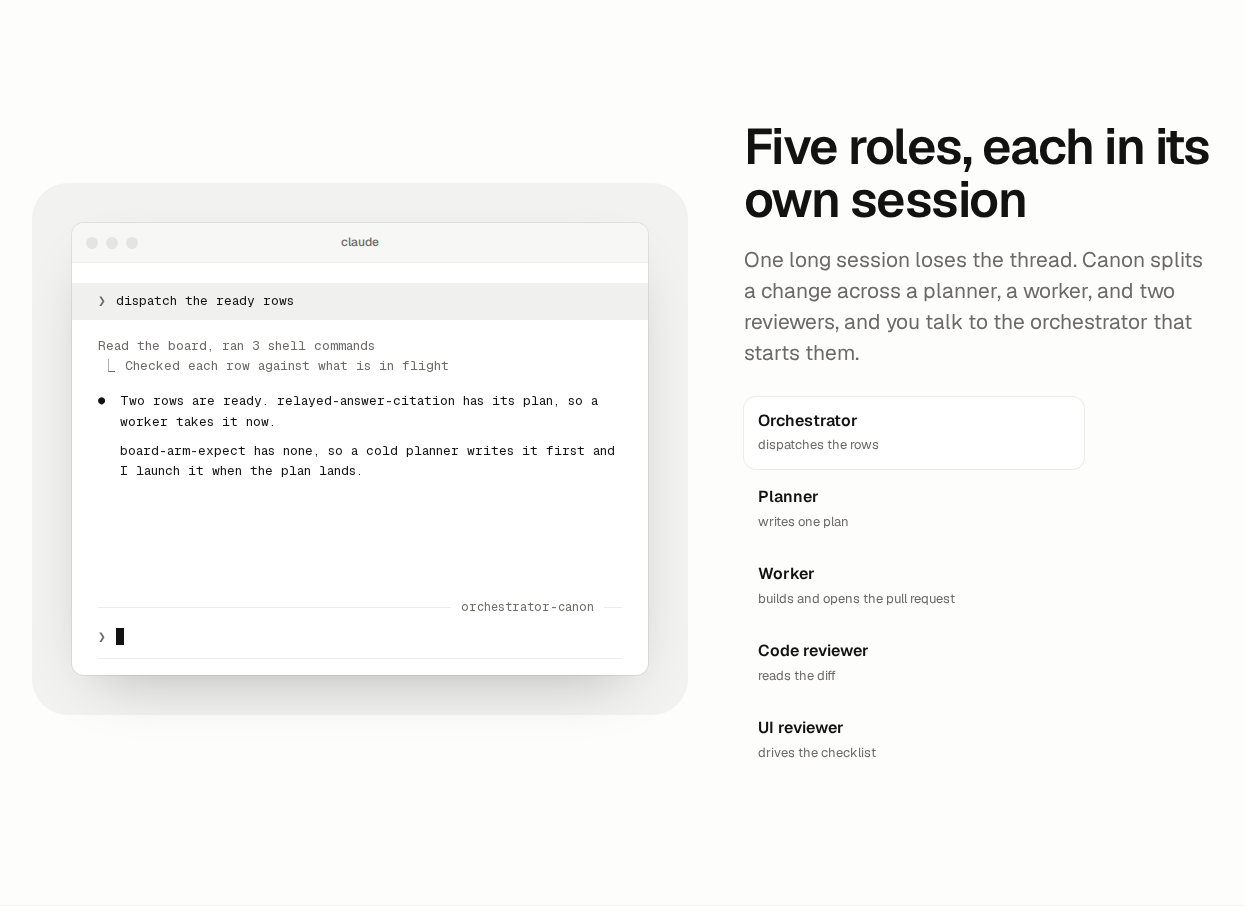 claude
❯ dispatch the ready rows
Read the board, ran 3 shell commands
⎿ Checked each row against what is in flight
● Two rows are ready. relayed-answer-citation has its plan, so a
worker takes it now.
board-arm-expect has none, so a cold planner writes it first and
I launch it when the plan lands.
orchestrator-canon
❯
Five roles, each in its
own session
One long session loses the thread. Canon splits
a change across a planner, a worker, and two
reviewers, and you talk to the orchestrator that
starts them.
Orchestrator
dispatches the rows
Planner
writes one plan
Worker
builds and opens the pull request
Code reviewer
reads the diff
UI reviewer
drives the checklist